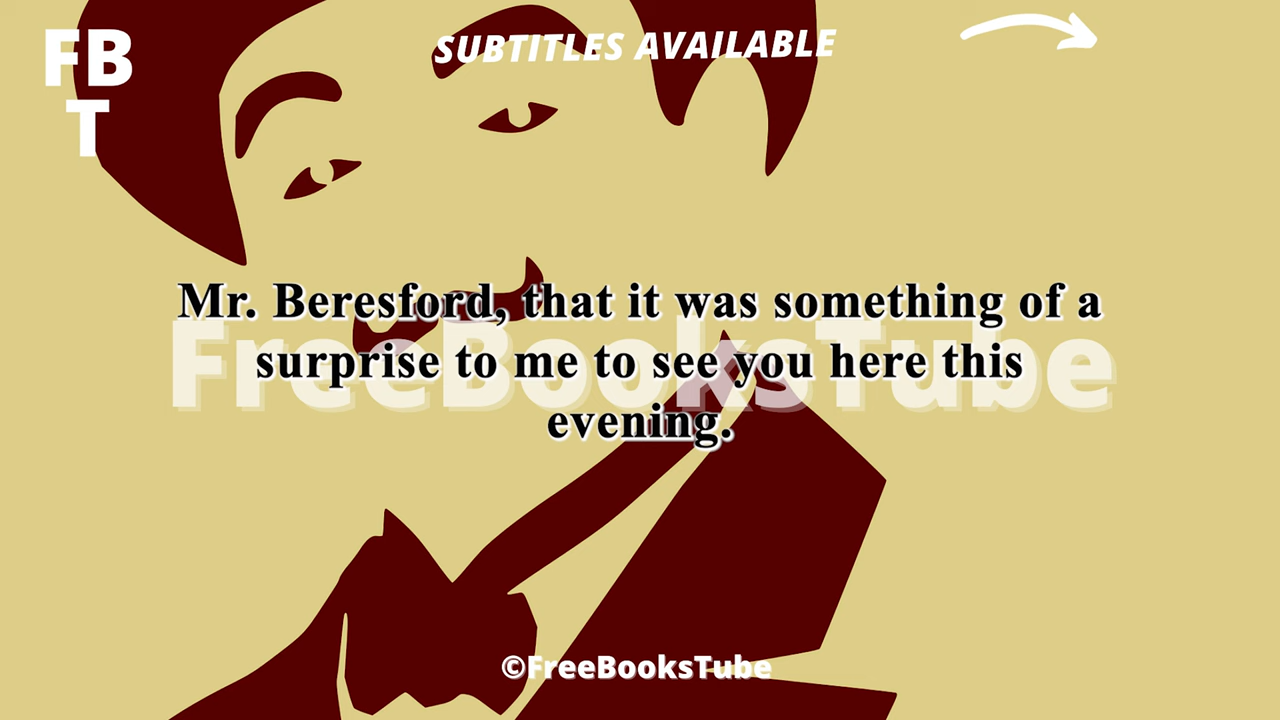 FB
T
SUBTITLES AVAILABLE
Mr. Beresford, that it was something of a
surprise to me to see you here this
evening.
FreeBooksTube
©FreeBooksTube